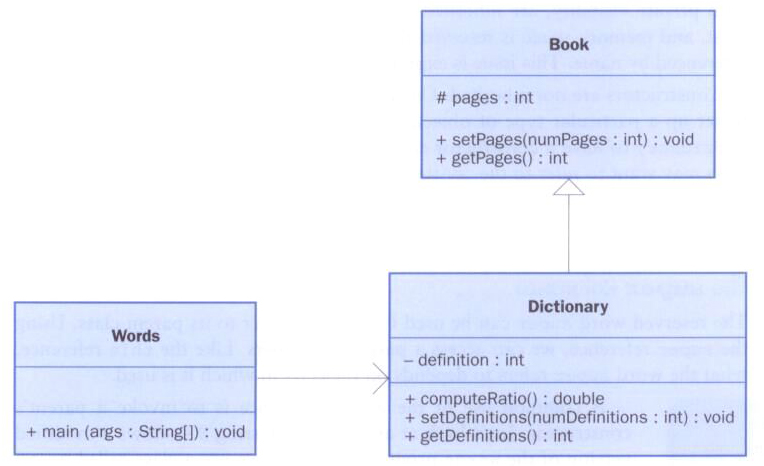 Book
# pages : int
+ setPages(numPages : int) : void
+ getPages() : int
Dictionary
– definition : int
+ computeRatio() : double
+ setDefinitions(numDefinitions : int) : void
+ getDefinitions() : int
Words
+ main (args : String[]) : void